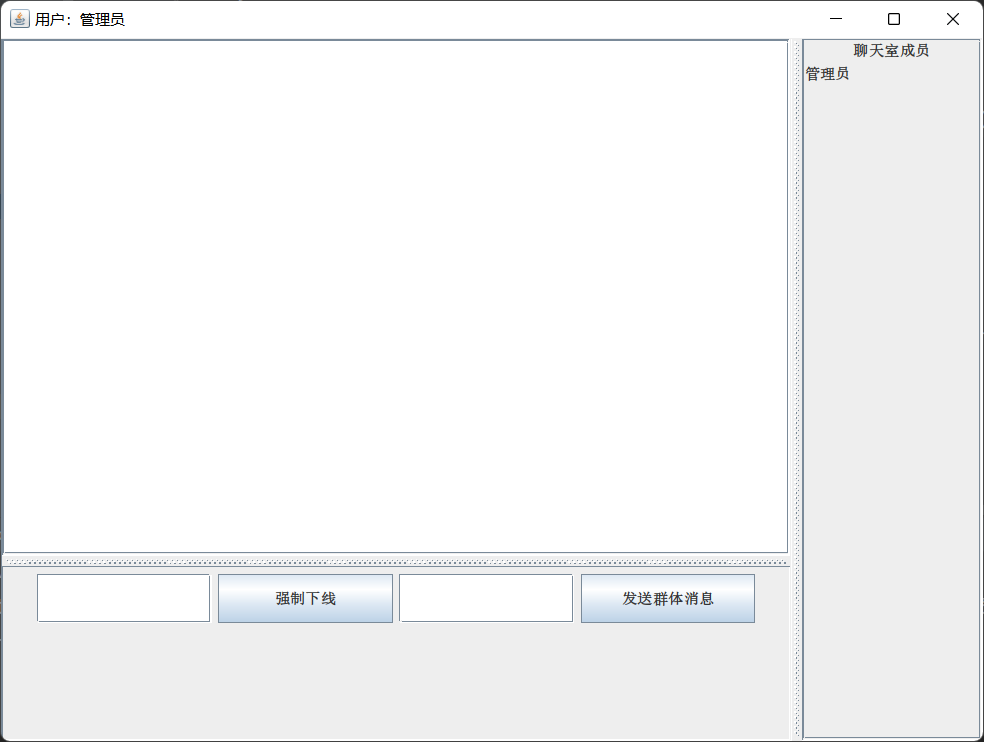 用户：管理员
聊天室成员
管理员
强制下线
发送群体消息